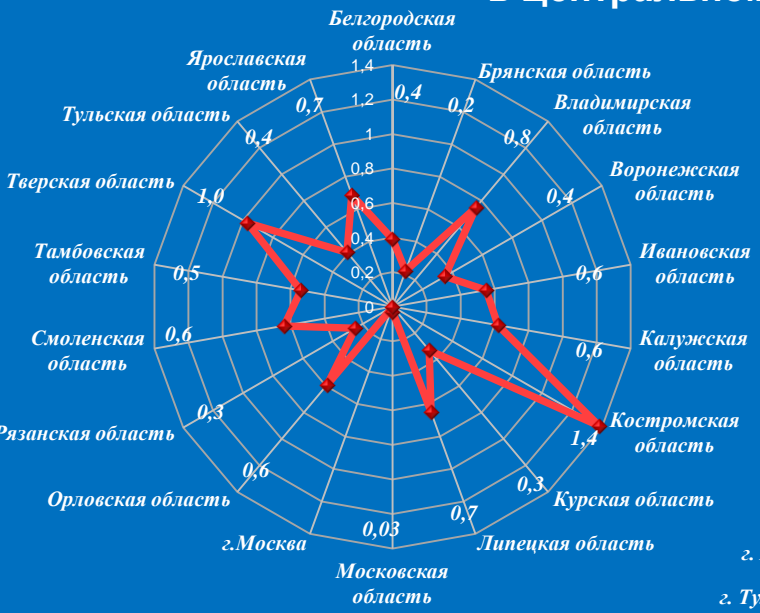 Белгородская
область
Брянская область
Владимирская
область
Воронежская
область
Ивановская
область
Калужская
область
Костромская
область
Курская область
Липецкая область
Московская
область
г.Москва
Орловская область
Рязанская область
Смоленская
область
Тамбовская
область
Тверская область
Тульская область
Ярославская
область
1,4
1,2
1
0,8
0,6
0,4
0,2
0
0,4
0,2
0,8
0,4
0,6
0,6
1,4
0,3
0,7
0,03
0,6
0,3
0,6
0,5
1,0
0,4
0,7
г.
г. Ту